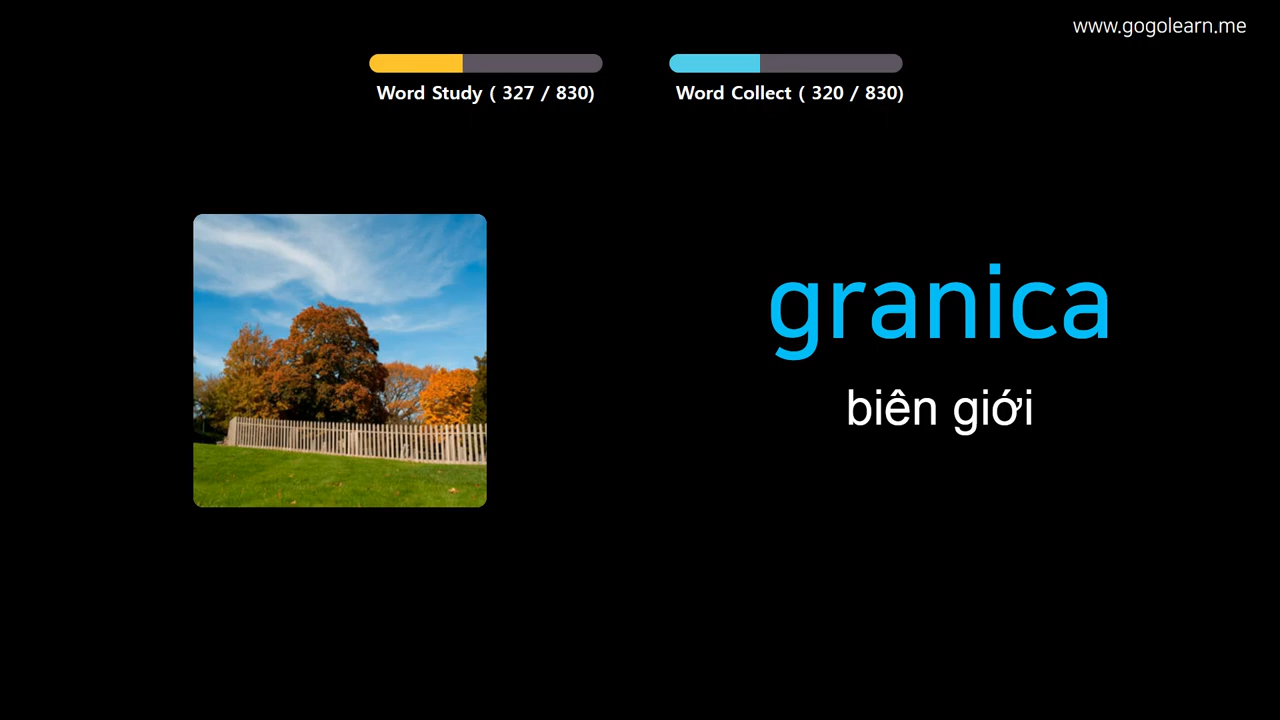 www.gogolearn.me
Word Study ( 327 / 830)
Word Collect ( 320 / 830)
granica
biên giới